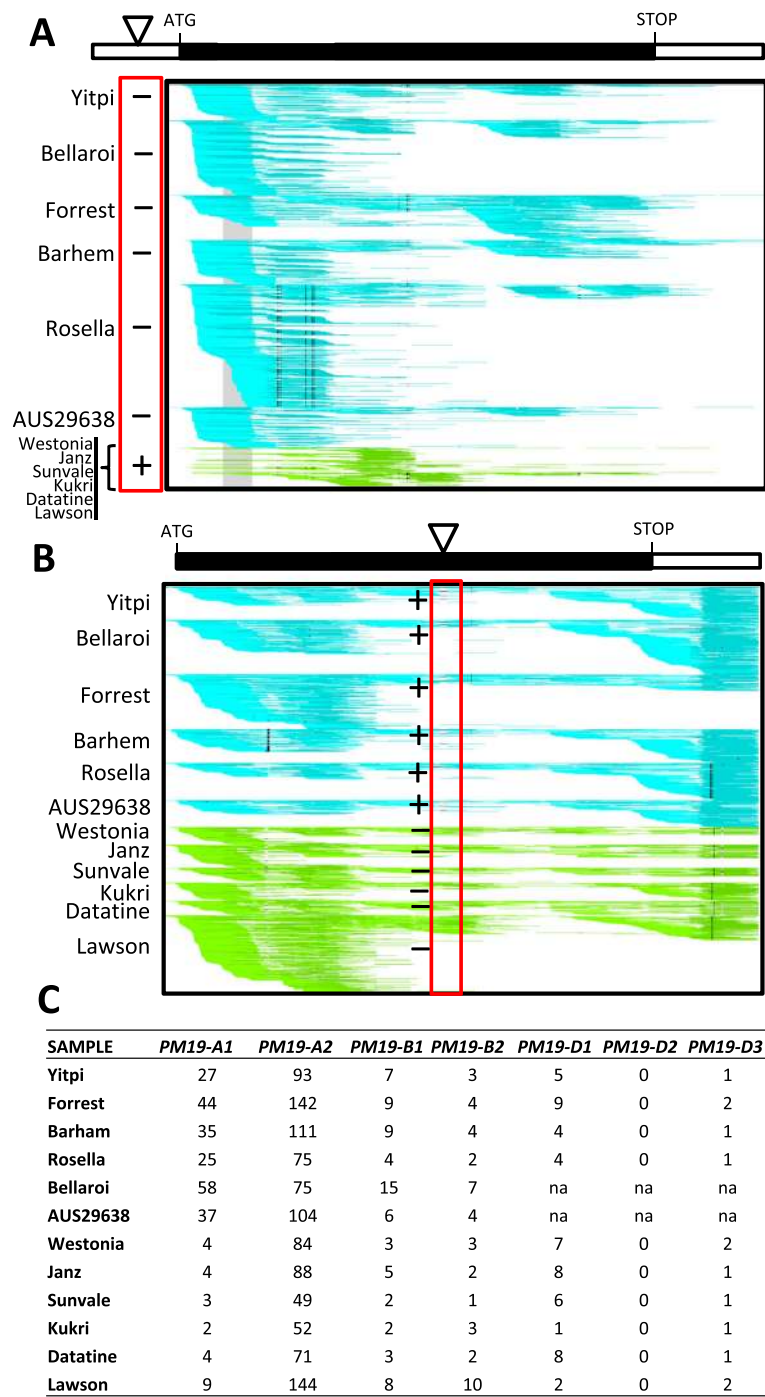 A
ATG
STOP
Yitpi −
Bellaroi −
Forrest −
Barhem −
Rosella −
AUS29638 −
Westonia
Janz
Sunvale +
Kukri
Datatine
Lawson
B
ATG
STOP
Yitpi +
Bellaroi +
Forrest +
Barhem +
Rosella +
AUS29638 +
Westonia −
Janz −
Sunvale −
Kukri −
Datatine −
Lawson −
C
SAMPLE PM19-A1 PM19-A2 PM19-B1 PM19-B2 PM19-D1 PM19-D2 PM19-D3
Yitpi 27 93 7 3 5 0 1
Forrest 44 142 9 4 9 0 2
Barham 35 111 9 4 4 0 1
Rosella 25 75 4 2 4 0 1
Bellaroi 58 75 15 7 na na na
AUS29638 37 104 6 4 na na na
Westonia 4 84 3 3 7 0 2
Janz 4 88 5 2 8 0 1
Sunvale 3 49 2 1 6 0 1
Kukri 2 52 2 3 1 0 1
Datatine 4 71 3 2 8 0 1
Lawson 9 144 8 10 2 0 2